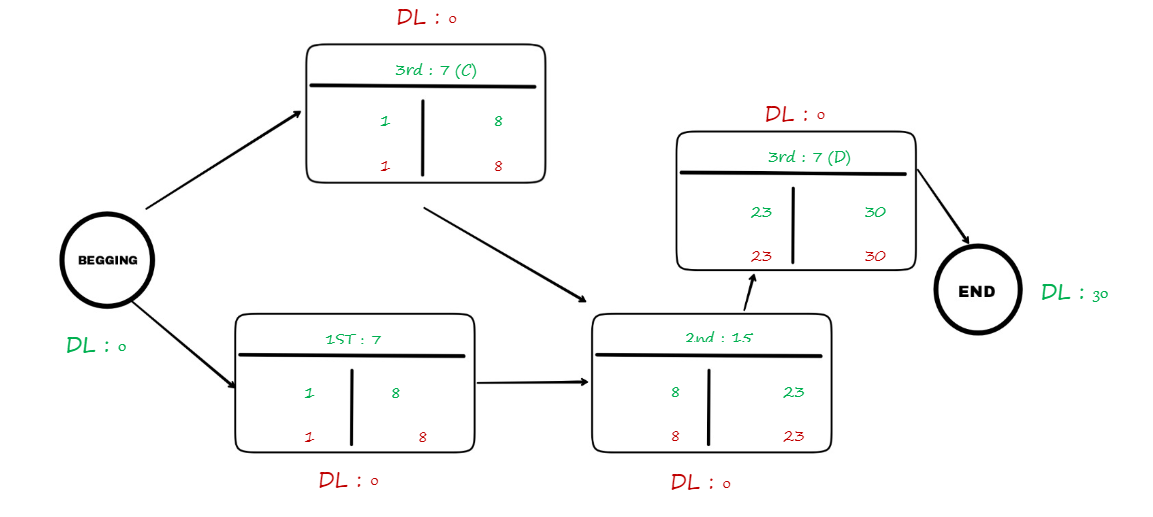 DL : 0
3rd : 7 (C)
1 8
1 8
DL : 0
3rd : 7 (D)
23 30
23 30
BEGGING
END
DL : 30
DL : 0
1ST : 7
1 8
1 8
DL : 0
2nd : 15
8 23
8 23
DL : 0